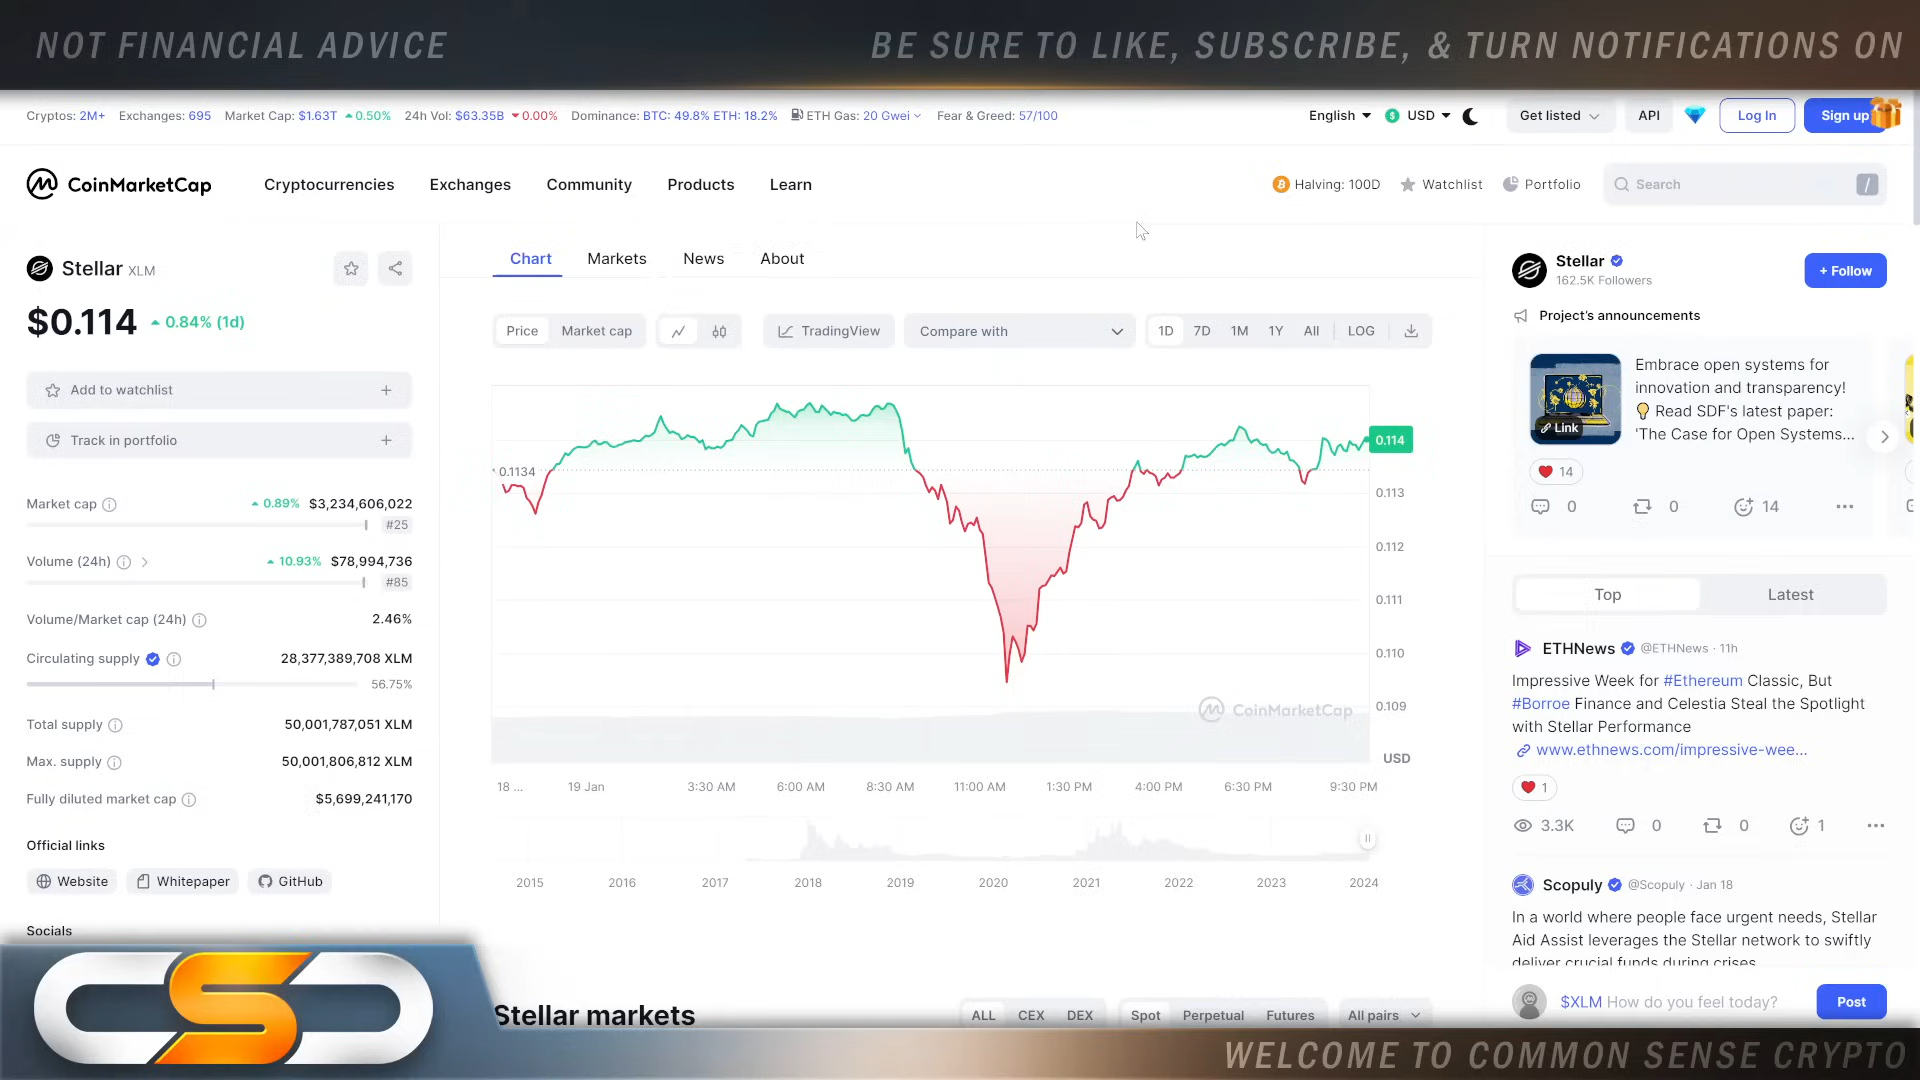 NOT FINANCIAL ADVICE
BE SURE TO LIKE, SUBSCRIBE, & TURN NOTIFICATIONS ON
Cryptos: 2M+ Exchanges: 695 Market Cap: $1.63T 0.50% 24h Vol: $63.35B 0.00% Dominance: BTC: 49.8% ETH: 18.2% ETH Gas: 20 Gwei Fear & Greed: 57/100
English USD Get listed API Log In Sign up
CoinMarketCap Cryptocurrencies Exchanges Community Products Learn
Halving: 100D Watchlist Portfolio Search /
Stellar XLM
$0.114 0.84% (1d)
Add to watchlist +
Track in portfolio +
Market cap 0.89% $3,234,606,022
#25
Volume (24h) 10.93% $78,994,736
#85
Volume/Market cap (24h) 2.46%
Circulating supply 28,377,389,708 XLM
56.75%
Total supply 50,001,787,051 XLM
Max. supply 50,001,806,812 XLM
Fully diluted market cap $5,699,241,170
Official links
Website Whitepaper GitHub
Socials
Chart Markets News About
Price Market cap TradingView Compare with 1D 7D 1M 1Y All LOG
0.1134
0.114
0.113
0.112
0.111
0.110
0.109
CoinMarketCap
USD
18 ... 19 Jan 3:30 AM 6:00 AM 8:30 AM 11:00 AM 1:30 PM 4:00 PM 6:30 PM 9:30 PM
2015 2016 2017 2018 2019 2020 2021 2022 2023 2024
Stellar markets
ALL CEX DEX Spot Perpetual Futures All pairs
Stellar
162.5K Followers
+ Follow
Project's announcements
Embrace open systems for
innovation and transparency!
Read SDF's latest paper:
'The Case for Open Systems...
Link
14
0 0 14 ...
Top Latest
ETHNews @ETHNews · 11h
Impressive Week for #Ethereum Classic, But
#Borroe Finance and Celestia Steal the Spotlight
with Stellar Performance
www.ethnews.com/impressive-wee...
1
3.3K 0 0 1 ...
Scopuly @Scopuly · Jan 18
In a world where people face urgent needs, Stellar
Aid Assist leverages the Stellar network to swiftly
deliver crucial funds during crises
$XLM How do you feel today? Post
CSC
WELCOME TO COMMON SENSE CRYPTO